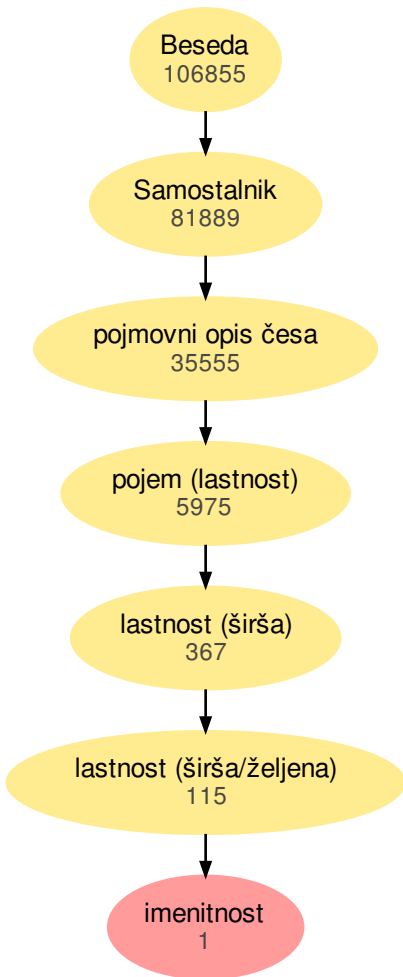 Beseda
106855
Samostalnik
81889
pojmovni opis česa
35555
pojem (lastnost)
5975
lastnost (širša)
367
lastnost (širša/željena)
115
imenitnost
1